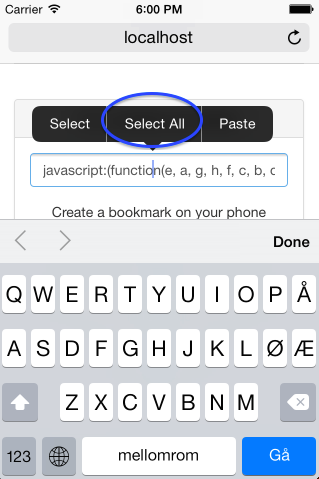 Carrier 6:00 PM
localhost
Select Select All Paste
javascript:(function(e, a, g, h, f, c, b, c
Create a bookmark on your phone
Done
Q W E R T Y U I O P Å
A S D F G H J K L Ø Æ
Z X C V B N M
123 mellomrom Gå